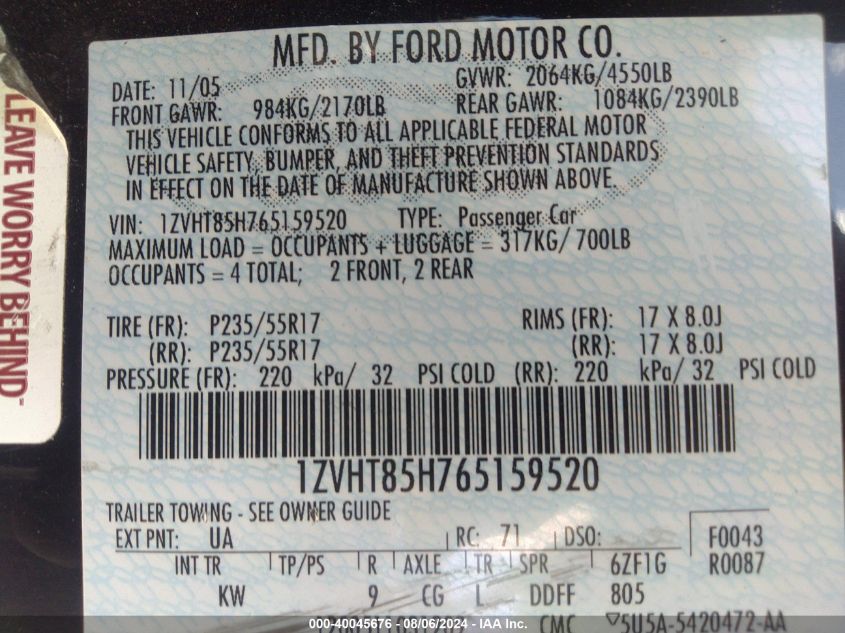 MFD. BY FORD MOTOR CO.
DATE: 11/05 GVWR: 2064KG/4550LB
FRONT GAWR: 984KG/2170LB REAR GAWR: 1084KG/2390LB
THIS VEHICLE CONFORMS TO ALL APPLICABLE FEDERAL MOTOR
VEHICLE SAFETY, BUMPER, AND THEFT PREVENTION STANDARDS
IN EFFECT ON THE DATE OF MANUFACTURE SHOWN ABOVE.
VIN: 1ZVHT85H765159520 TYPE: Passenger Car
MAXIMUM LOAD = OCCUPANTS + LUGGAGE = 317KG/ 700LB
OCCUPANTS = 4 TOTAL; 2 FRONT, 2 REAR
TIRE (FR): P235/55R17 RIMS (FR): 17 X 8.0J
(RR): P235/55R17 (RR): 17 X 8.0J
PRESSURE (FR): 220 kPa/ 32 PSI COLD (RR): 220 kPa/ 32 PSI COLD
1ZVHT85H765159520
TRAILER TOWING - SEE OWNER GUIDE
EXT PNT: UA RC: 71 DSO: F0043
INT TR TP/PS R AXLE TR SPR 6ZF1G R0087
KW 9 CG L DDFF 805
CMC ▽5U5A-5420472-AA
LEAVE WORRY BEHIND™
000-40045676 - 08/06/2024 - IAA Inc.